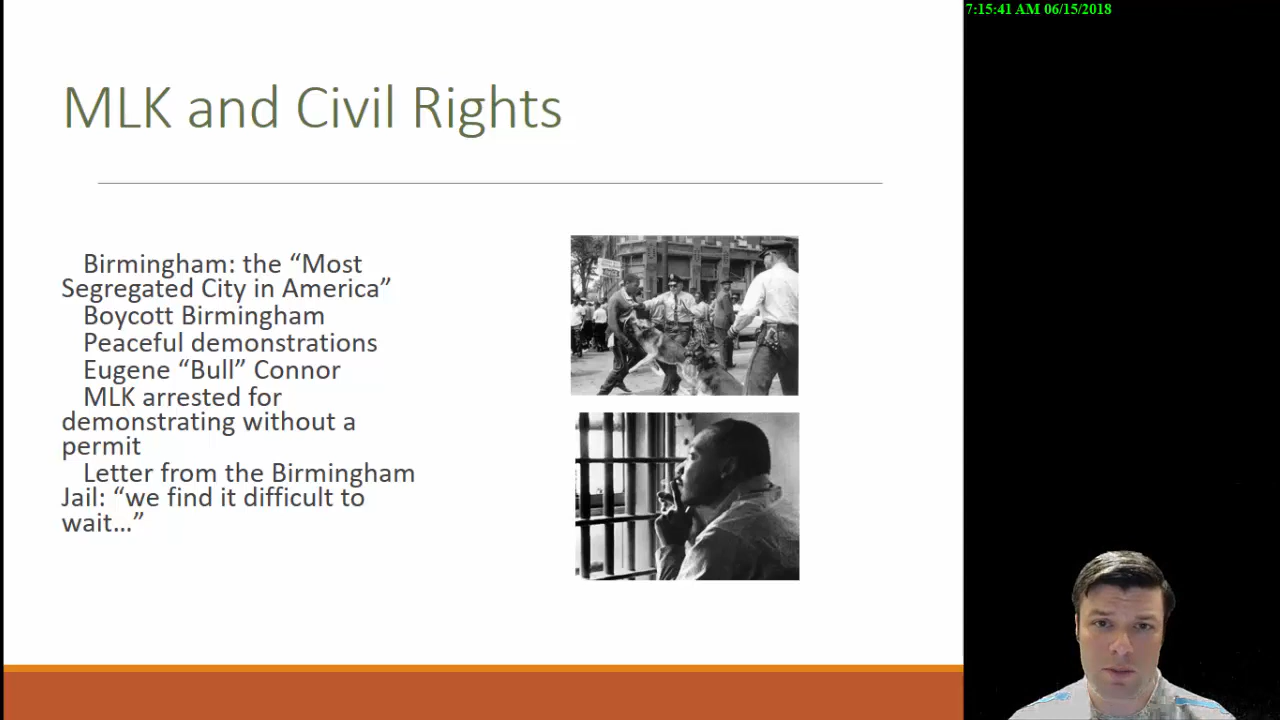 7:15:41 AM 06/15/2018
MLK and Civil Rights
Birmingham: the “Most
Segregated City in America”
Boycott Birmingham
Peaceful demonstrations
Eugene “Bull” Connor
MLK arrested for
demonstrating without a
permit
Letter from the Birmingham
Jail: “we find it difficult to
wait...”